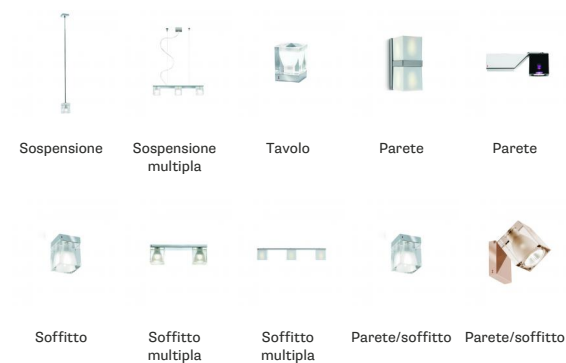 Sospensione
Sospensione
multipla
Tavolo
Parete
Parete
Soffitto
Soffitto
multipla
Soffitto
multipla
Parete/soffitto
Parete/soffitto